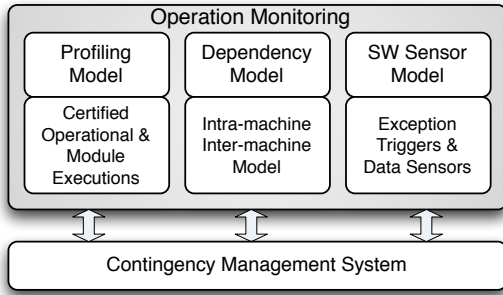 Operation Monitoring
Profiling
Model
Certified
Operational &
Module
Executions
Dependency
Model
Intra-machine
Inter-machine
Model
SW Sensor
Model
Exception
Triggers &
Data Sensors
Contingency Management System